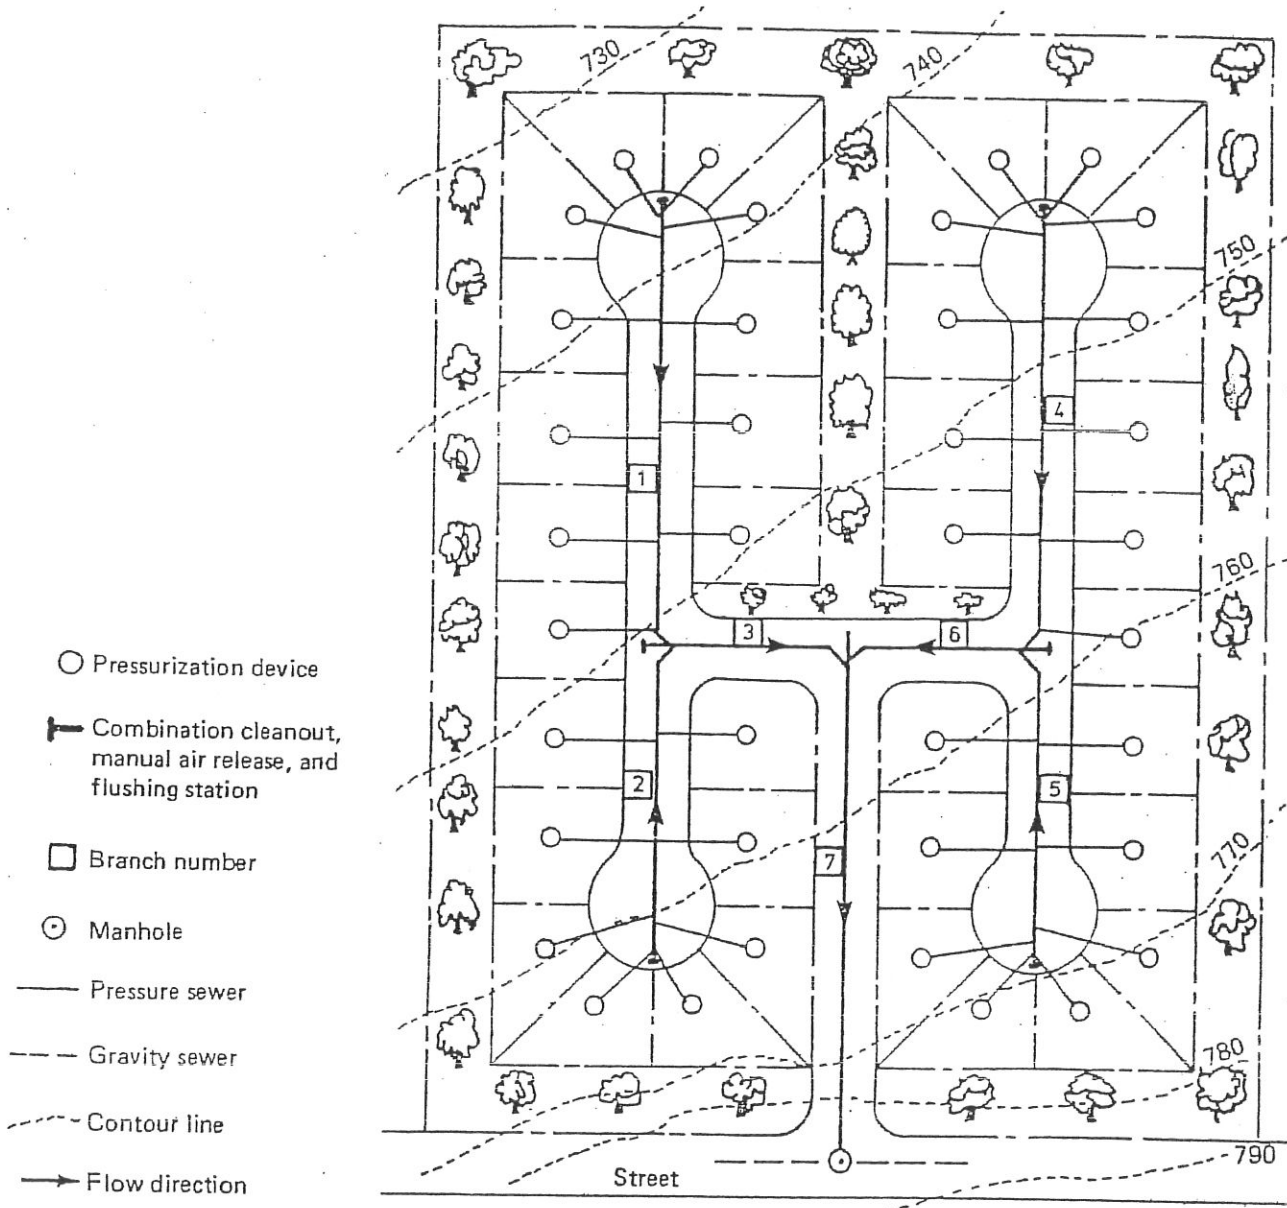 730
740
750
4
1
760
3
6
Pressurization device
Combination cleanout,
manual air release, and
flushing station
2
5
Branch number
7
770
Manhole
Pressure sewer
Gravity sewer
780
Contour line
790
Street
Flow direction